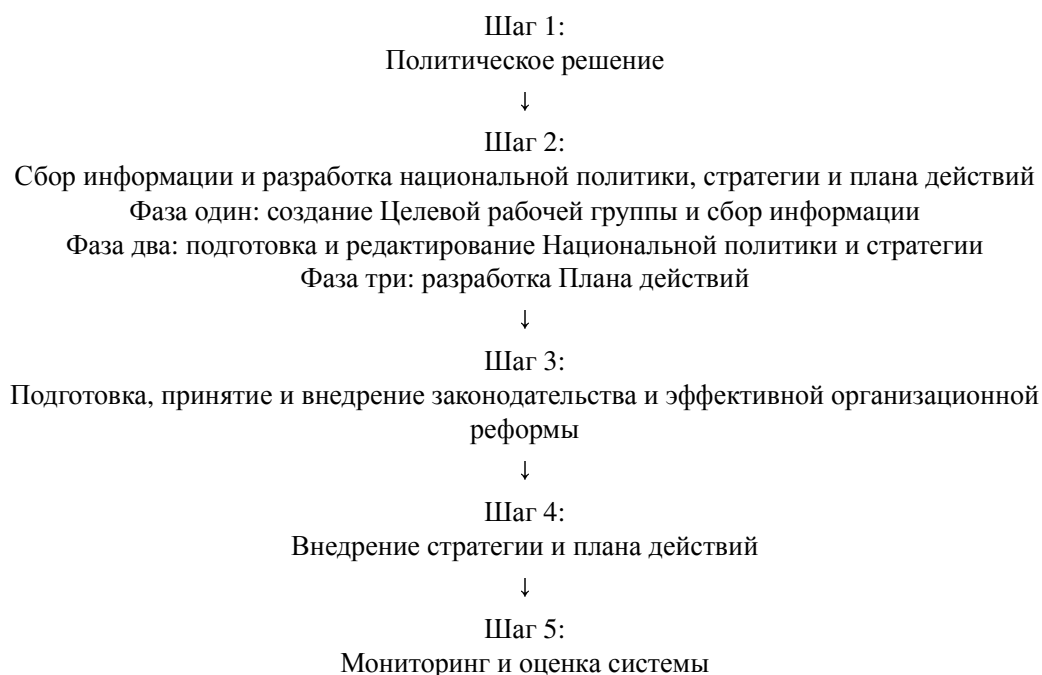 Шаг 1:
Политическое решение
↓
Шаг 2:
Сбор информации и разработка национальной политики, стратегии и плана действий
Фаза один: создание Целевой рабочей группы и сбор информации
Фаза два: подготовка и редактирование Национальной политики и стратегии
Фаза три: разработка Плана действий
↓
Шаг 3:
Подготовка, принятие и внедрение законодательства и эффективной организационной
реформы
↓
Шаг 4:
Внедрение стратегии и плана действий
↓
Шаг 5:
Мониторинг и оценка системы